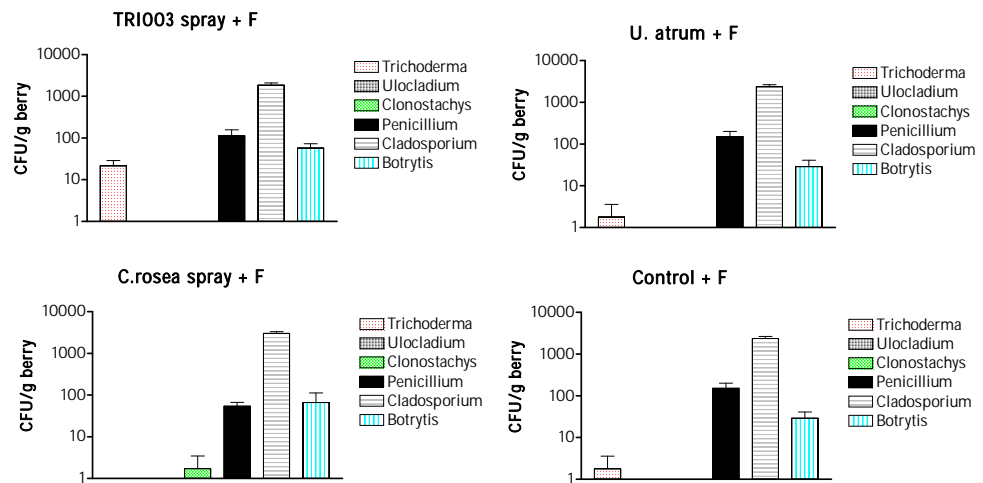 TRI003 spray + F
10000
1000
100
10
1
CFU/g berry
Trichoderma
Ulocladium
Clonostachys
Penicillium
Cladosporium
Botrytis
U. atrum + F
10000
1000
100
10
1
CFU/g berry
Trichoderma
Ulocladium
Clonostachys
Penicillium
Cladosporium
Botrytis
C.rosea spray + F
10000
1000
100
10
1
CFU/g berry
Trichoderma
Ulocladium
Clonostachys
Penicillium
Cladosporium
Botrytis
Control + F
10000
1000
100
10
1
CFU/g berry
Trichoderma
Ulocladium
Clonostachys
Penicillium
Cladosporium
Botrytis